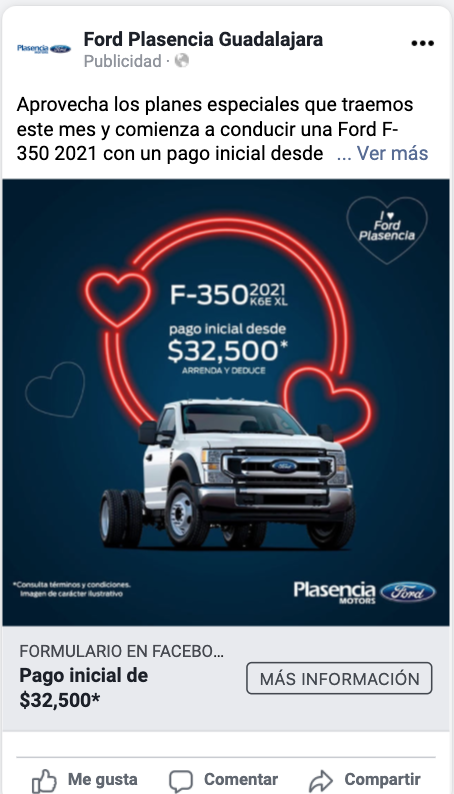 Plasencia Ford
MOTORS
Ford Plasencia Guadalajara
Publicidad ·
Aprovecha los planes especiales que traemos
este mes y comienza a conducir una Ford F-
350 2021 con un pago inicial desde ... Ver más
I ♥
Ford
Plasencia
F-350 2021
K6E XL
pago inicial desde
$32,500*
ARRENDA Y DEDUCE
Ford
*Consulta términos y condiciones.
Imagen de carácter ilustrativo
Plasencia Ford
MOTORS
FORMULARIO EN FACEBO...
Pago inicial de
$32,500*
MÁS INFORMACIÓN
Me gusta Comentar Compartir